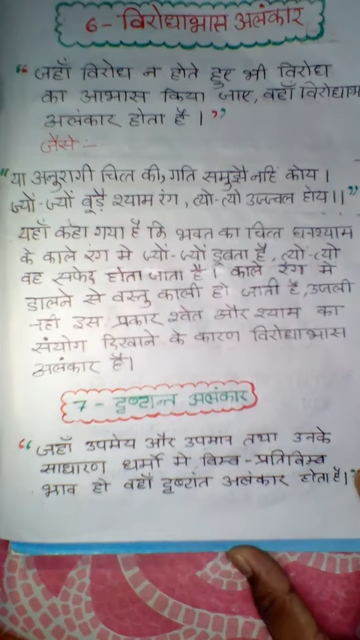 6 - विरोधाभास अलंकार
“ जहाँ विरोध न होते हुए भी विरोध
का आभास किया जाए, वहाँ विरोधाभ
अलंकार होता है । ”
जैसे :-
“या अनुरागी चित्त की, गति समुझै नहिं कोय ।
ज्यों-ज्यों बूड़ै श्याम रंग, त्यो-त्यो उज्वल होय ।। ”
यहाँ कहा गया है कि भक्त का चित्त घनश्याम
के काले रंग मे ज्यों-ज्यों डूबता है, त्यों-त्यो
वह सफेद होता जाता है । काले रंग मे
डालने से वस्तु काली हो जाती है, उजली
नही इस प्रकार श्वेत और श्याम का
संयोग दिखाने के कारण विरोधाभास
अलंकार है।
7 - दृष्टान्त अलंकार
“ जहाँ उपमेय और उपमान तथा उनके
साधारण धर्मो मे बिम्ब-प्रतिबिम्ब
भाव हो वहाँ दृष्टांत अलंकार होता है।